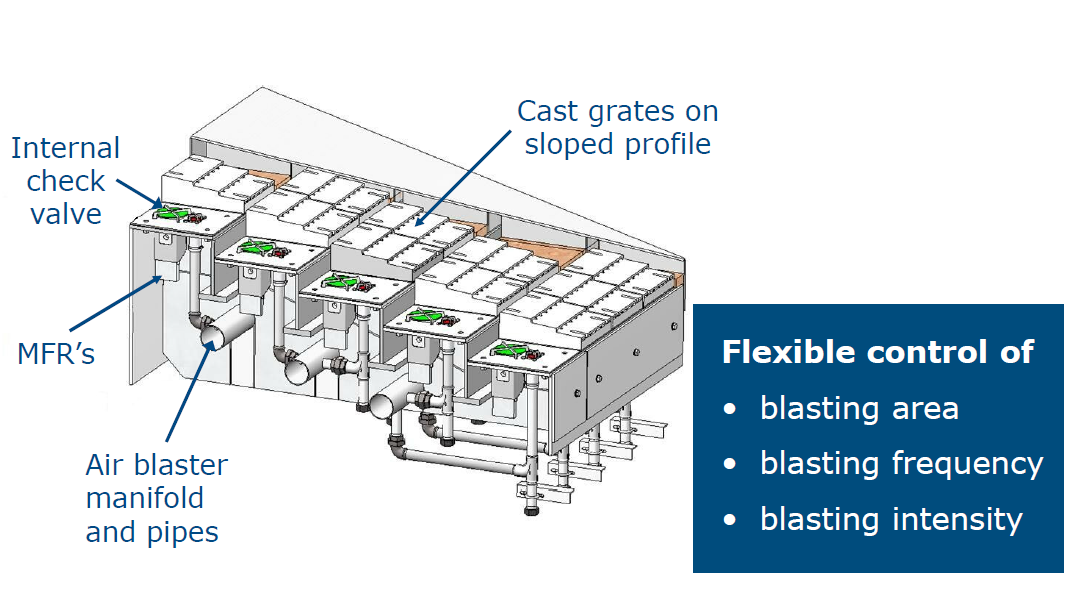 Cast grates on
sloped profile
Internal
check
valve
MFR's
Air blaster
manifold
and pipes
Flexible control of
• blasting area
• blasting frequency
• blasting intensity